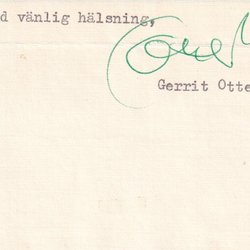 d vänlig hälsning,
Gerrit Otte